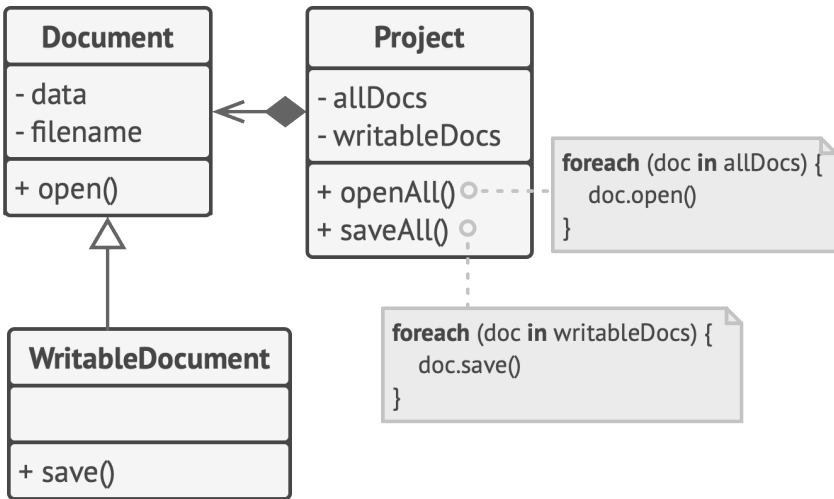 Document
- data
- filename
+ open()
Project
- allDocs
- writableDocs
+ openAll()
+ saveAll()
foreach (doc in allDocs) {
doc.open()
}
foreach (doc in writableDocs) {
doc.save()
}
WritableDocument
+ save()